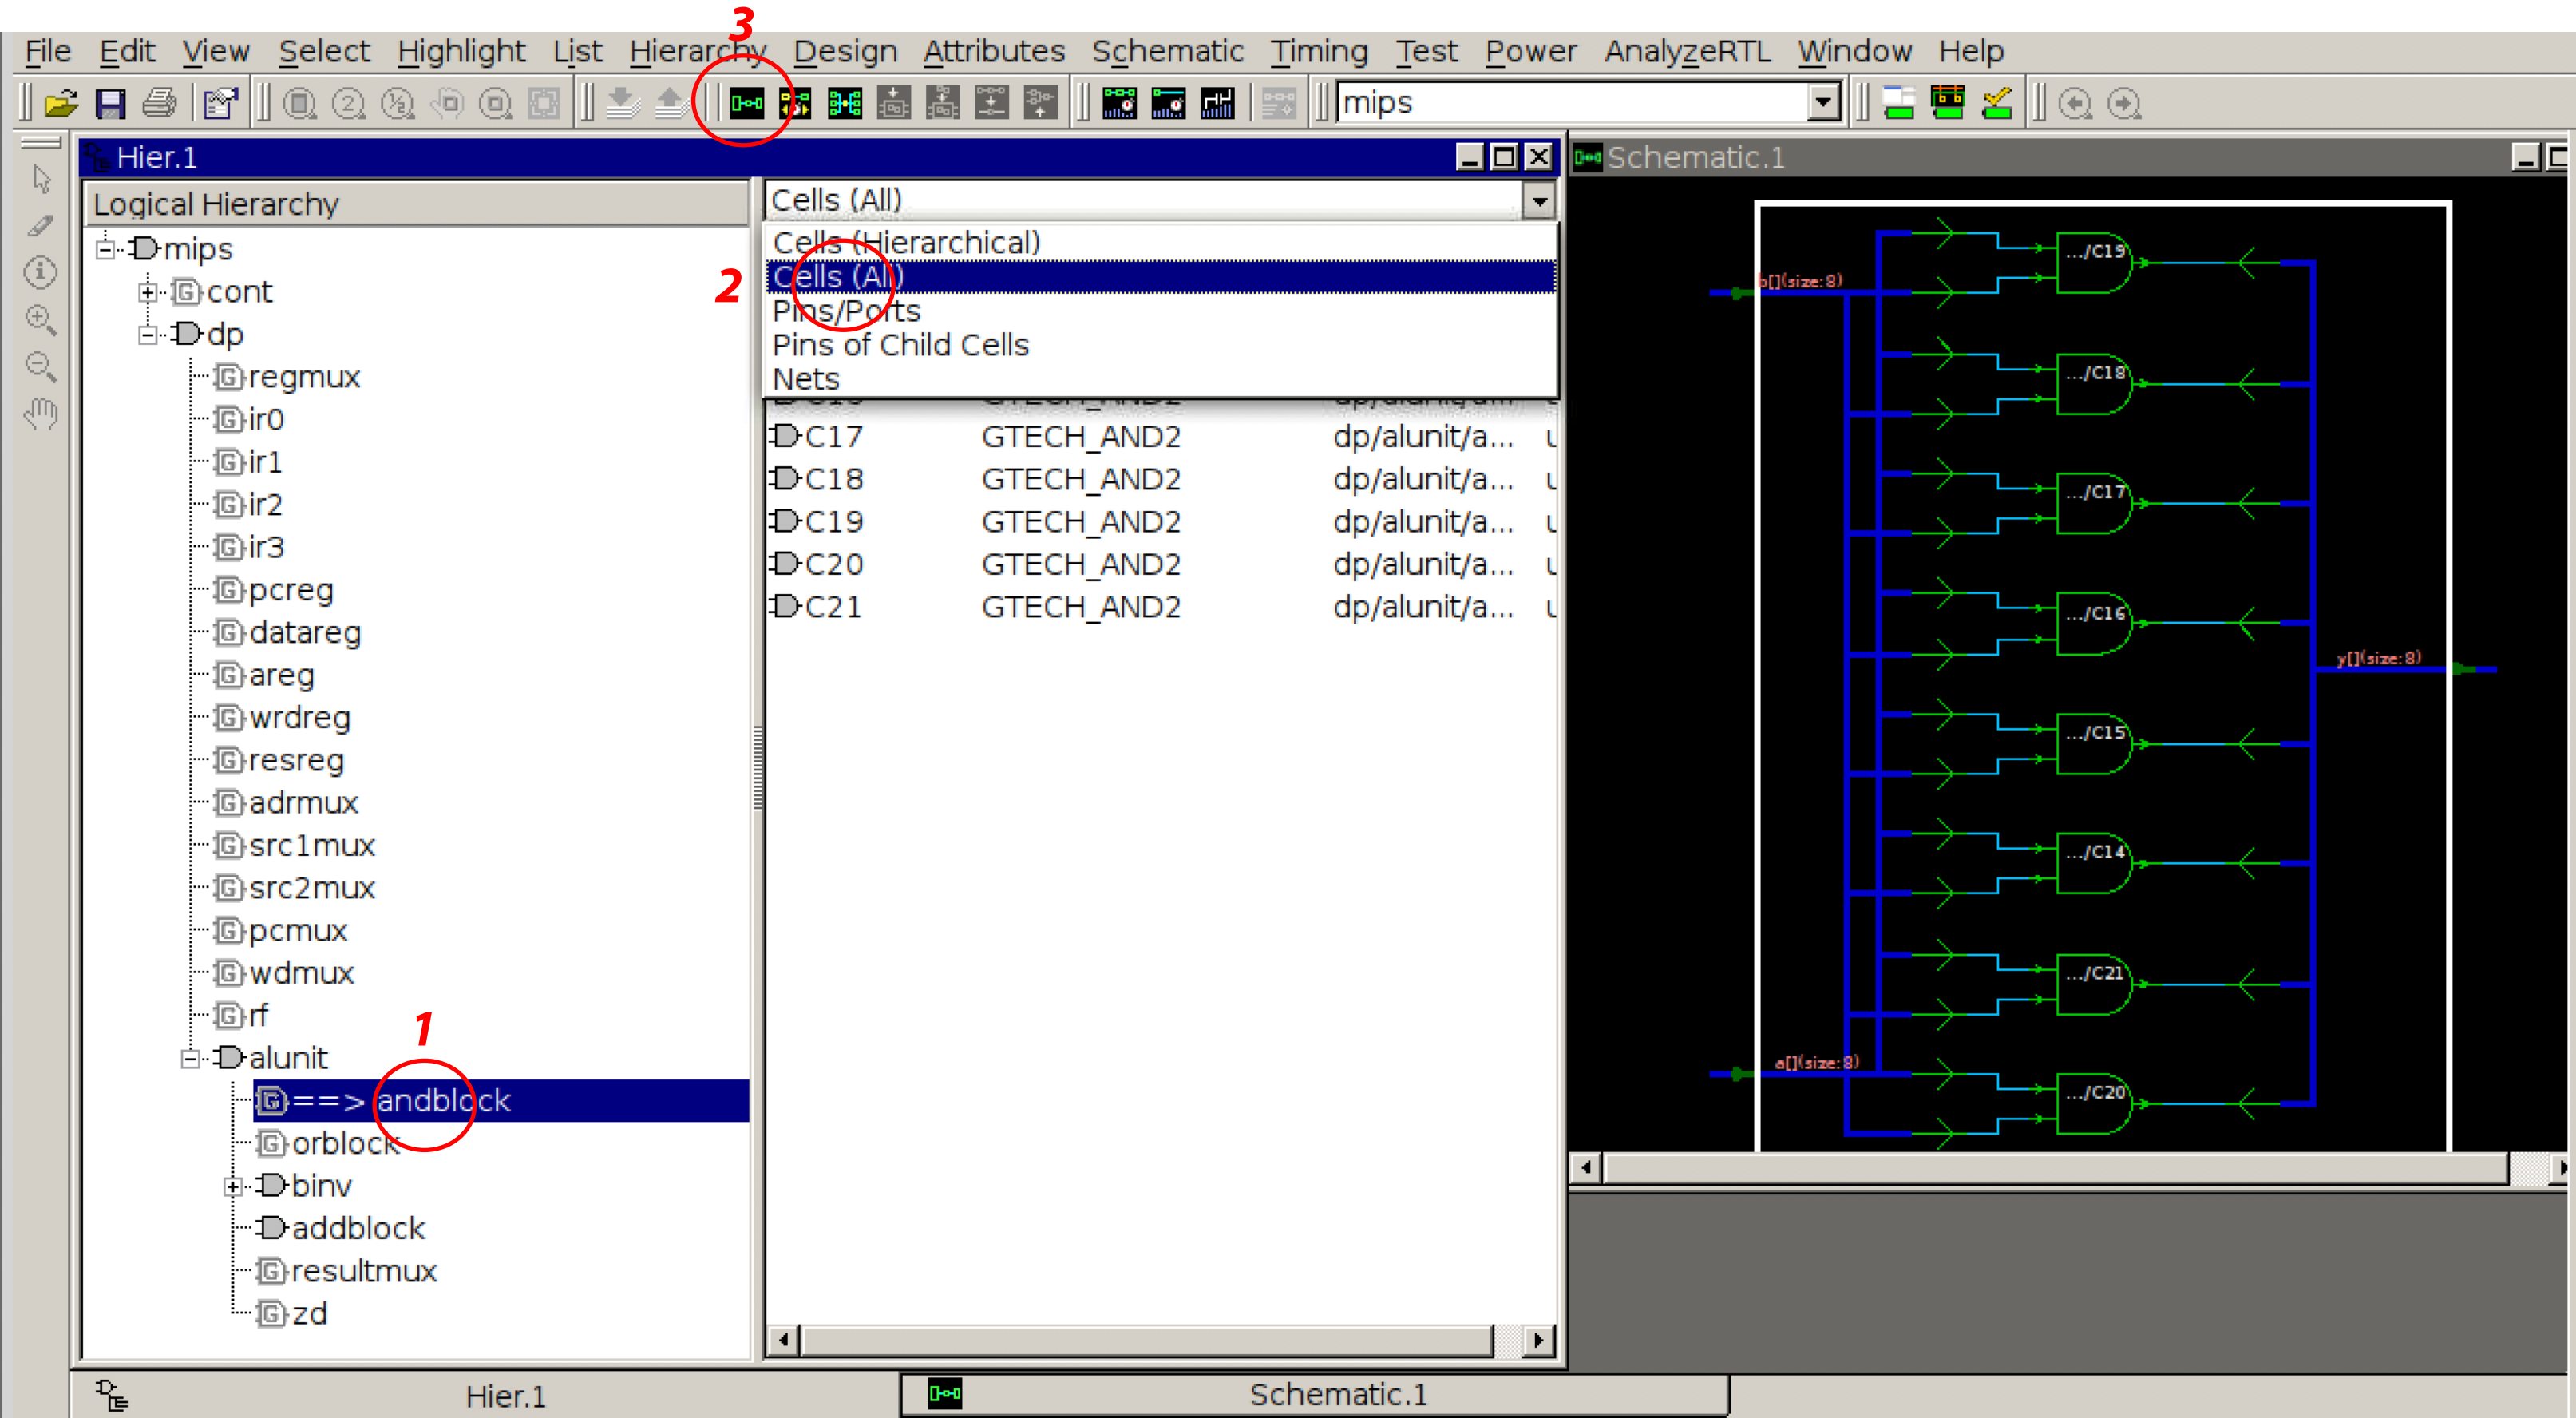 3
File Edit View Select Highlight List Hierarchy Design Attributes Schematic Timing Test Power AnalyzeRTL Window Help
mips
Hier.1
Logical Hierarchy
mips
cont
dp
regmux
ir0
ir1
ir2
ir3
pcreg
datareg
areg
wrdreg
resreg
adrmux
src1mux
src2mux
pcmux
wdmux
rf
1
alunit
==> andblock
orblock
binv
addblock
resultmux
zd
Cells (All)
Cells (Hierarchical)
2
Cells (All)
Pins/Ports
Pins of Child Cells
Nets
C17 GTECH_AND2 dp/alunit/a...
C18 GTECH_AND2 dp/alunit/a...
C19 GTECH_AND2 dp/alunit/a...
C20 GTECH_AND2 dp/alunit/a...
C21 GTECH_AND2 dp/alunit/a...
Schematic.1
.../C19
b[](size:8)
.../C18
.../C17
.../C16
y[](size:8)
.../C15
.../C14
.../C21
a[](size:8)
.../C20
Hier.1
Schematic.1